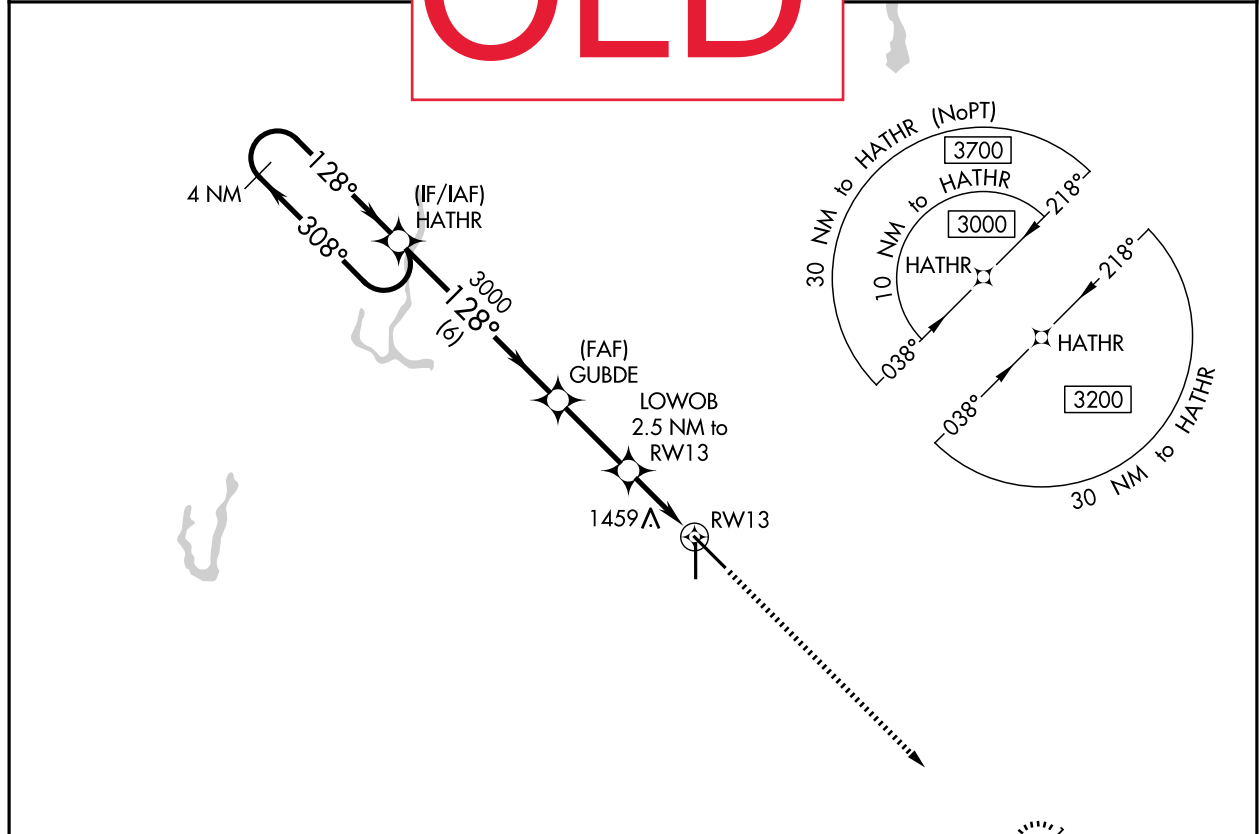 OLD
4 NM
128°
308°
(IF/IAF)
HATHR
3000
128°
(6)
(FAF)
GUBDE
LOWOB
2.5 NM to
RW13
1459
RW13
30 NM to HATHR (NoPT)
3700
10 NM to HATHR
3000
HATHR
218°
038°
218°
HATHR
038°
3200
30 NM to HATHR